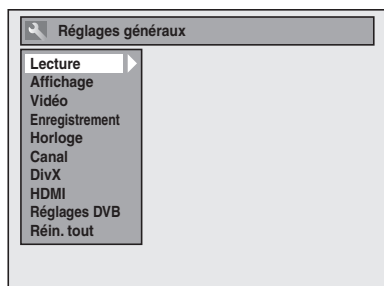 Réglages généraux
Lecture
Affichage
Vidéo
Enregistrement
Horloge
Canal
DivX
HDMI
Réglages DVB
Réin. tout